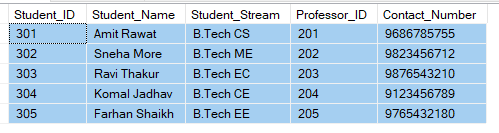 Student_ID Student_Name Student_Stream Professor_ID Contact_Number
301 Amit Rawat B.Tech CS 201 9686785755
302 Sneha More B.Tech ME 202 9823456712
303 Ravi Thakur B.Tech EC 203 9876543210
304 Komal Jadhav B.Tech CE 204 9123456789
305 Farhan Shaikh B.Tech EE 205 9765432180